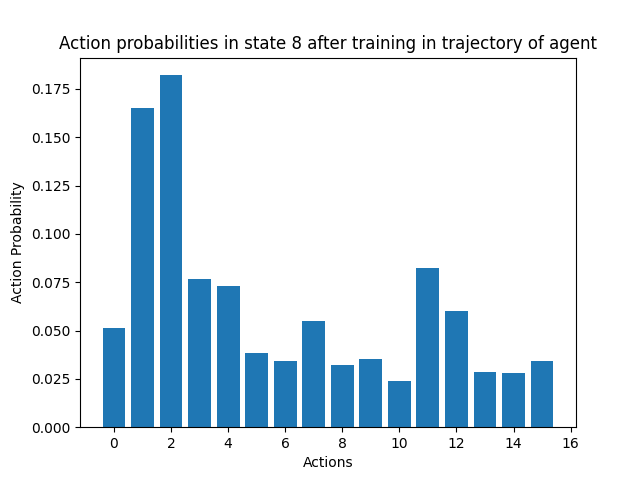 Action probabilities in state 8 after training in trajectory of agent
0.175
0.150
0.125
0.100
0.075
0.050
0.025
0.000
Action Probability
0 2 4 6 8 10 12 14 16
Actions